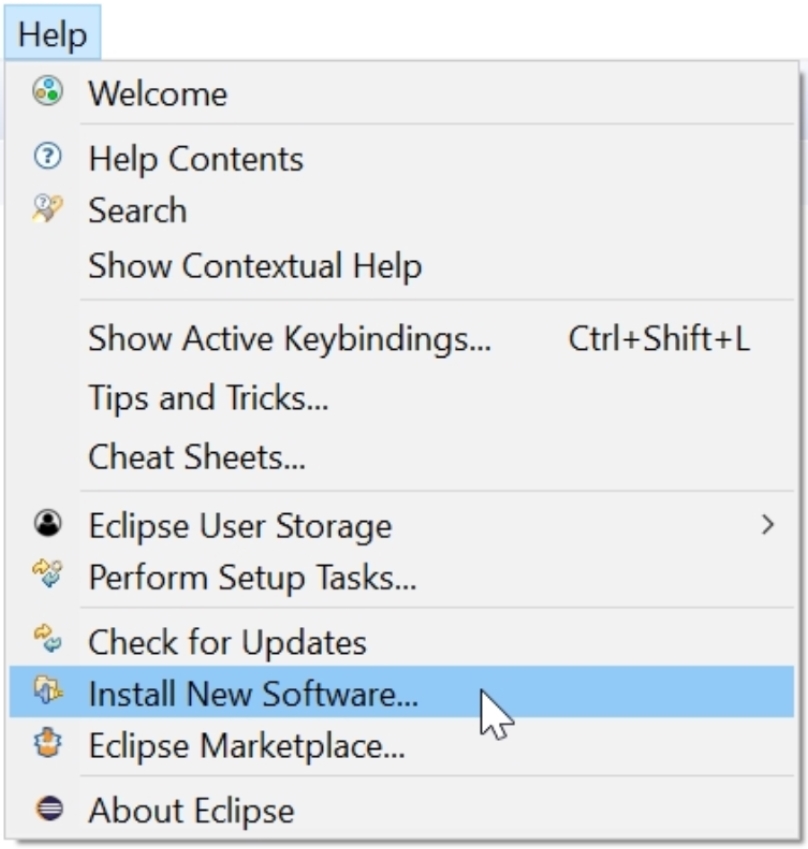 Help
Welcome
Help Contents
Search
Show Contextual Help
Show Active Keybindings... Ctrl+Shift+L
Tips and Tricks...
Cheat Sheets...
Eclipse User Storage
Perform Setup Tasks...
Check for Updates
Install New Software...
Eclipse Marketplace...
About Eclipse